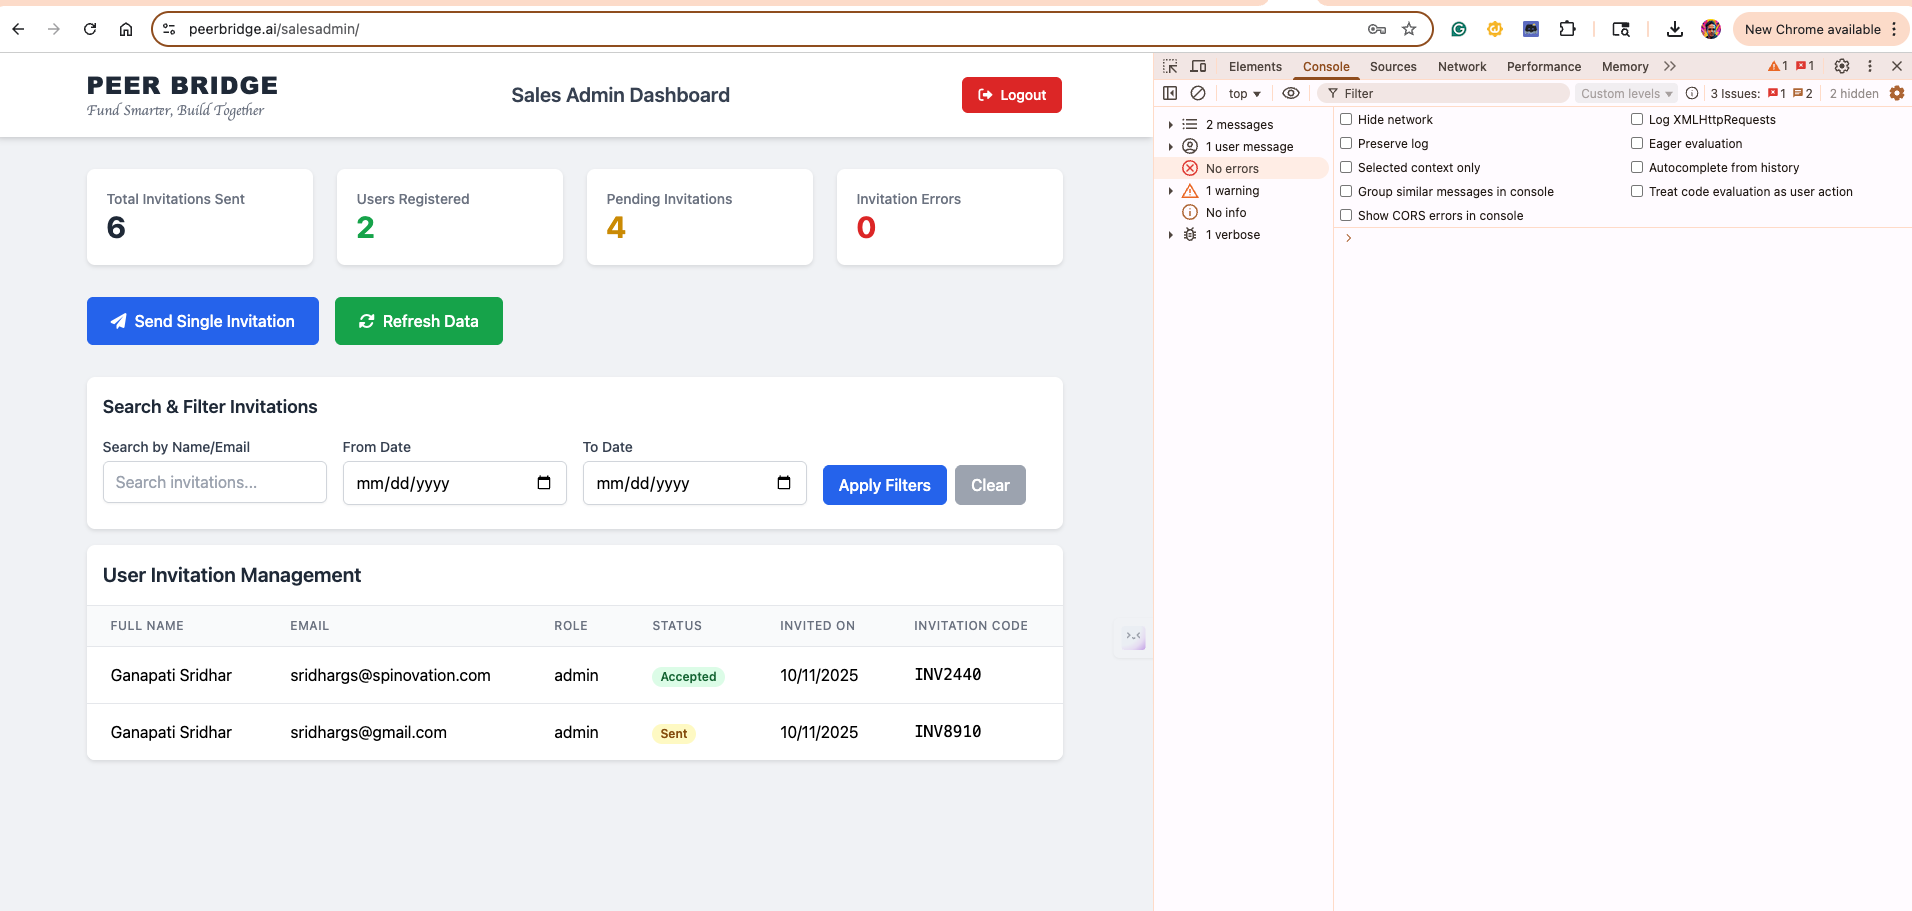 peerbridge.ai/salesadmin/
New Chrome available
PEER BRIDGE
Fund Smarter, Build Together
Sales Admin Dashboard
Logout
Total Invitations Sent
6
Users Registered
2
Pending Invitations
4
Invitation Errors
0
Send Single Invitation
Refresh Data
Search & Filter Invitations
Search by Name/Email
From Date
To Date
Search invitations...
mm/dd/yyyy
mm/dd/yyyy
Apply Filters
Clear
User Invitation Management
FULL NAME EMAIL ROLE STATUS INVITED ON INVITATION CODE
Ganapati Sridhar sridhargs@spinovation.com admin Accepted 10/11/2025 INV2440
Ganapati Sridhar sridhargs@gmail.com admin Sent 10/11/2025 INV8910
Elements Console Sources Network Performance Memory 1 1
top Filter Custom levels 3 Issues: 1 2 2 hidden
2 messages
1 user message
No errors
1 warning
No info
1 verbose
Hide network
Log XMLHttpRequests
Preserve log
Eager evaluation
Selected context only
Autocomplete from history
Group similar messages in console
Treat code evaluation as user action
Show CORS errors in console